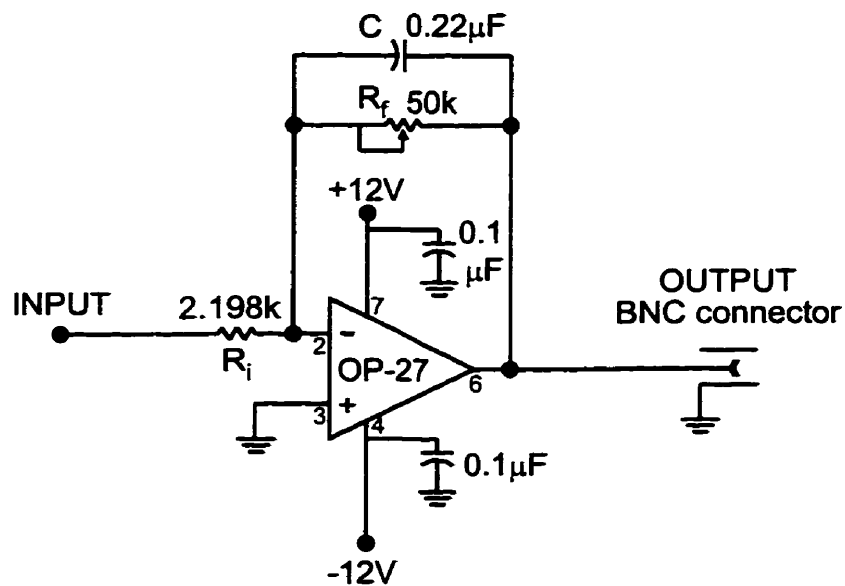 C 0.22µF
Rf 50k
+12V
0.1
µF
INPUT
2.198k
Ri
7
2
-
OP-27
6
3
+
4
OUTPUT
BNC connector
0.1µF
-12V